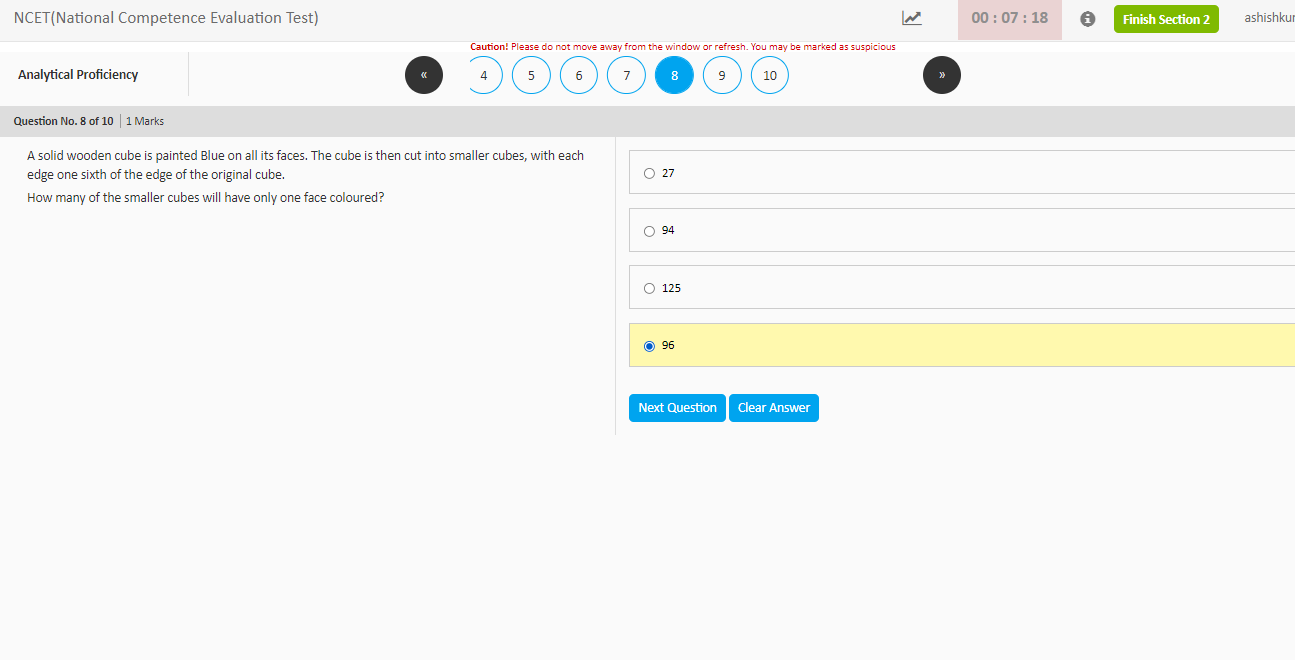 NCET(National Competence Evaluation Test)
00 : 07 : 18
Finish Section 2
ashishkur
Caution! Please do not move away from the window or refresh. You may be marked as suspicious
Analytical Proficiency
« 4 5 6 7 8 9 10 »
Question No. 8 of 10 | 1 Marks
A solid wooden cube is painted Blue on all its faces. The cube is then cut into smaller cubes, with each
edge one sixth of the edge of the original cube.
How many of the smaller cubes will have only one face coloured?
27
94
125
96
Next Question
Clear Answer